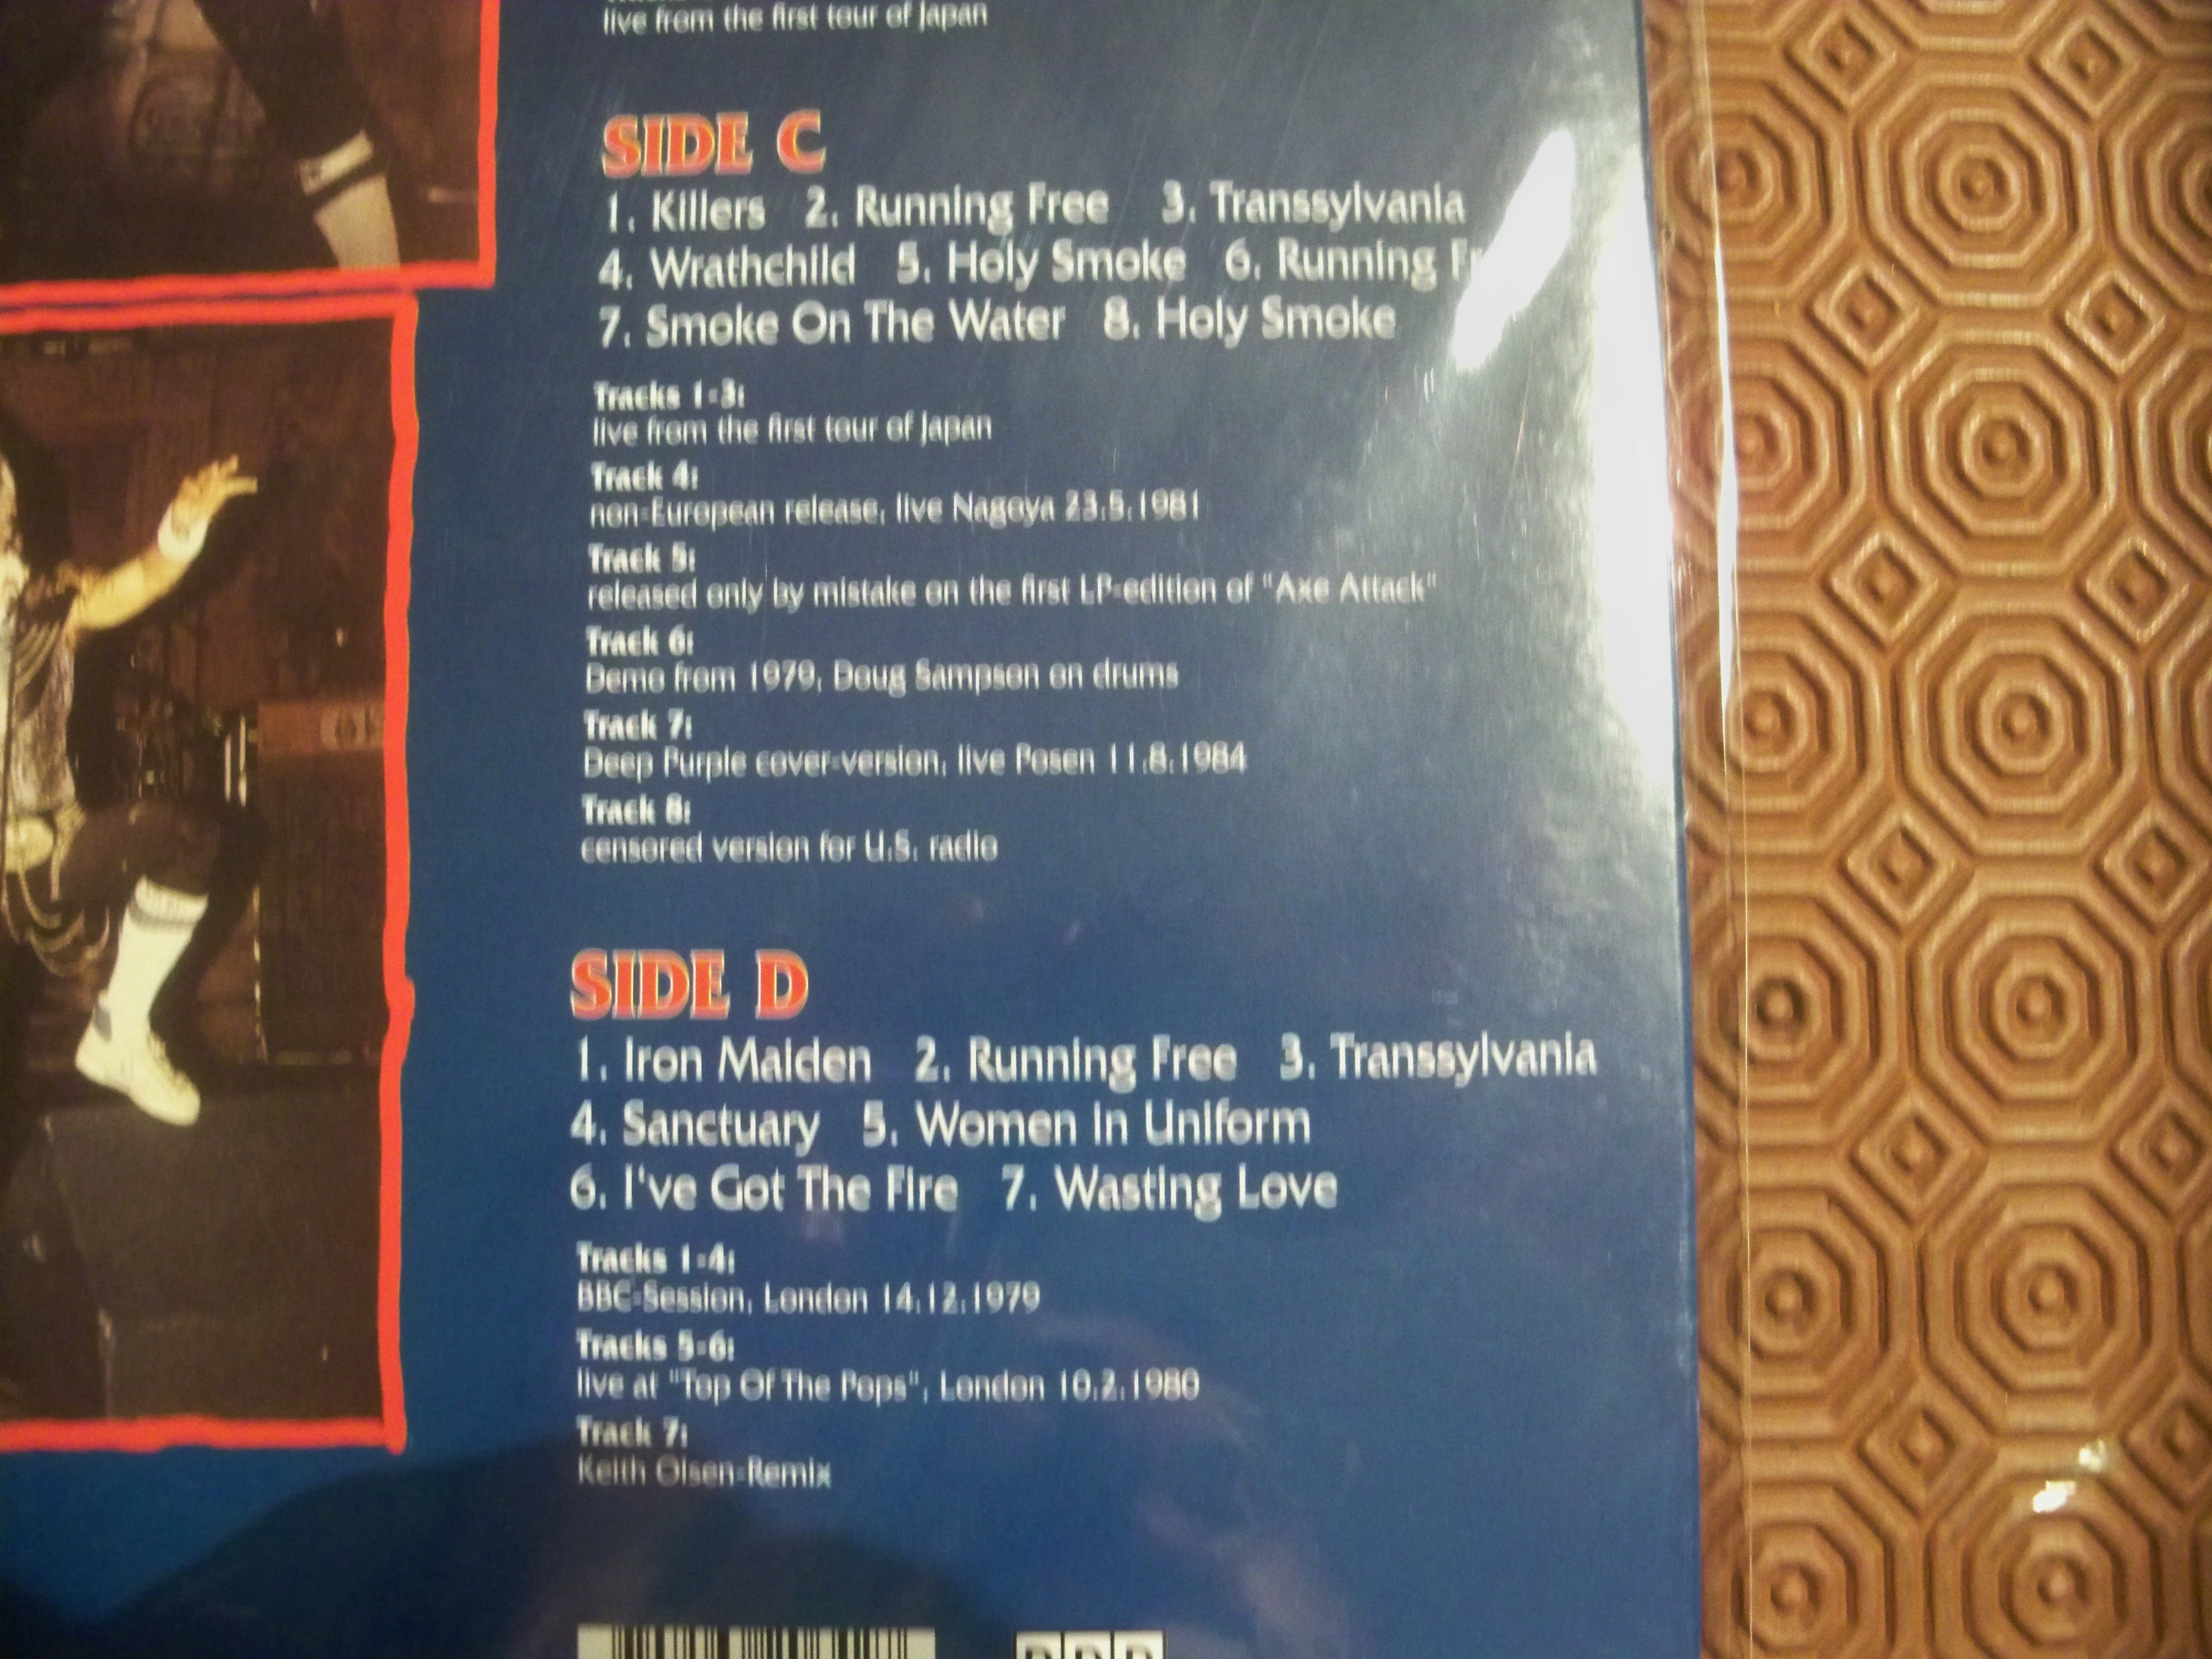 live from the first tour of Japan
SIDE C
1. Killers 2. Running Free 3. Transsylvania
4. Wrathchild 5. Holy Smoke 6. Running
7. Smoke On The Water 8. Holy Smoke
Tracks 1-3:
live from the first tour of Japan
Track 4:
non-European release, live Nagoya 23.5.1981
Track 5:
released only by mistake on the first LP-edition of "Axe Attack"
Track 6:
Demo from 1979, Doug Sampson on drums
Track 7:
Deep Purple cover-version, live Posen 11.8.1984
Track 8:
censored version for U.S. radio
SIDE D
1. Iron Maiden 2. Running Free 3. Transsylvania
4. Sanctuary 5. Women in Uniform
6. I've Got The Fire 7. Wasting Love
Tracks 1-4:
BBC-Session, London 14.12.1979
Tracks 5-6:
live at "Top Of The Pops", London 10.2.1980
Track 7:
Keith Olsen-Remix